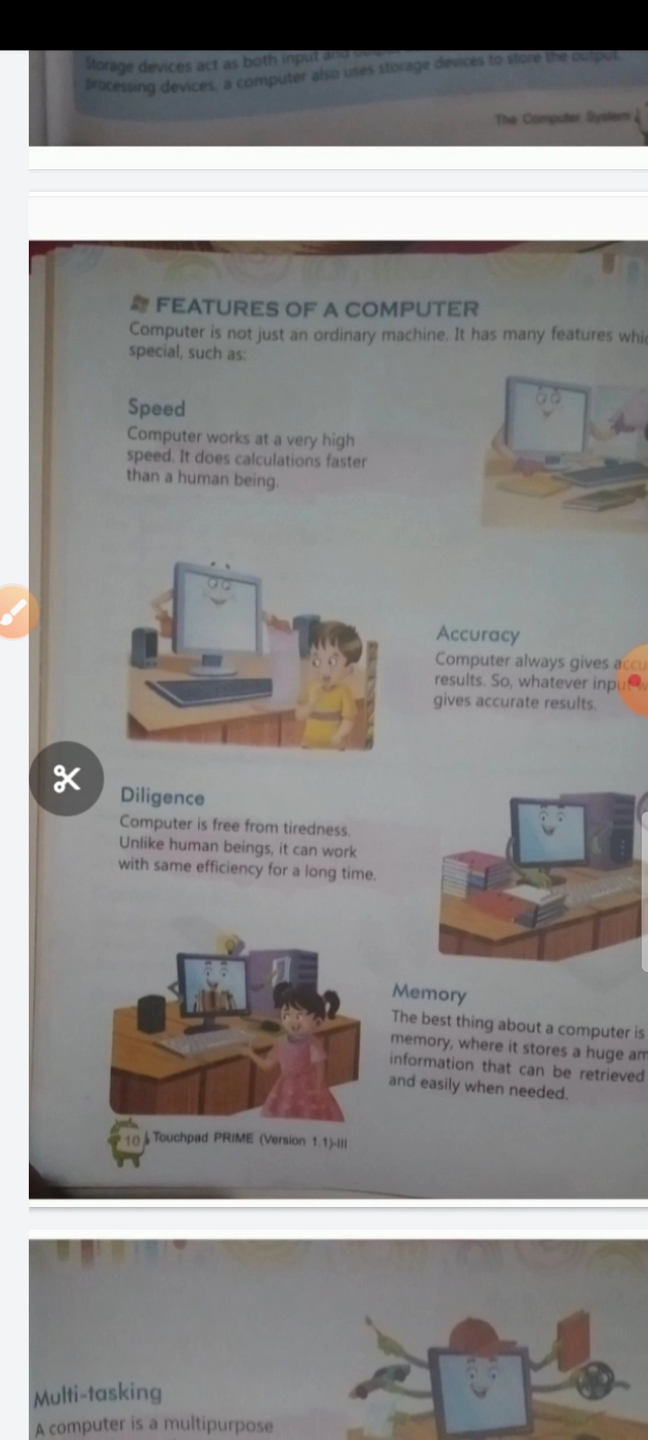 Storage devices act as both input and output
processing devices, a computer also uses storage devices to store the output.
The Computer System
FEATURES OF A COMPUTER
Computer is not just an ordinary machine. It has many features
special, such as:
Speed
Computer works at a very high
speed. It does calculations faster
than a human being.
Accuracy
Computer always gives
results. So, whatever input
gives accurate results.
Diligence
Computer is free from tiredness.
Unlike human beings, it can work
with same efficiency for a long time.
Memory
The best thing about a computer is
memory, where it stores a huge
information that can be retrieved
and easily when needed.
10 Touchpad PRIME (Version 1.1)-III
Multi-tasking
A computer is a multipurpose